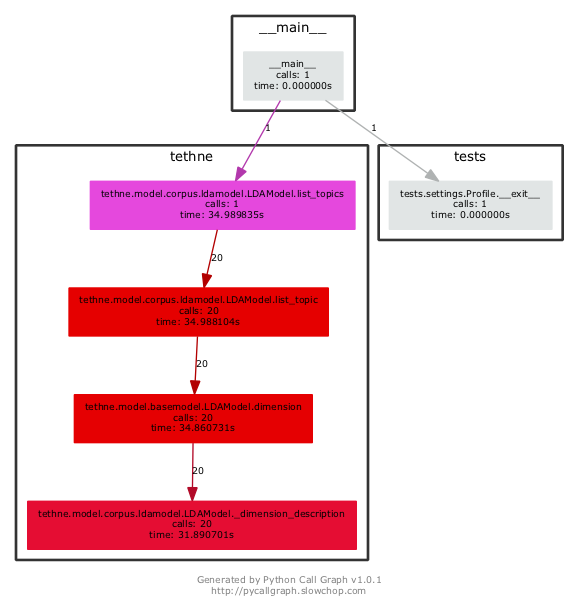 __main__
__main__
calls: 1
time: 0.000000s
1
1
tethne
tests
tethne.model.corpus.ldamodel.LDAModel.list_topics
calls: 1
time: 34.989835s
tests.settings.Profile.__exit__
calls: 1
time: 0.000000s
20
tethne.model.corpus.ldamodel.LDAModel.list_topic
calls: 20
time: 34.988104s
20
tethne.model.basemodel.LDAModel.dimension
calls: 20
time: 34.860731s
20
tethne.model.corpus.ldamodel.LDAModel._dimension_description
calls: 20
time: 31.890701s
Generated by Python Call Graph v1.0.1
http://pycallgraph.slowchop.com